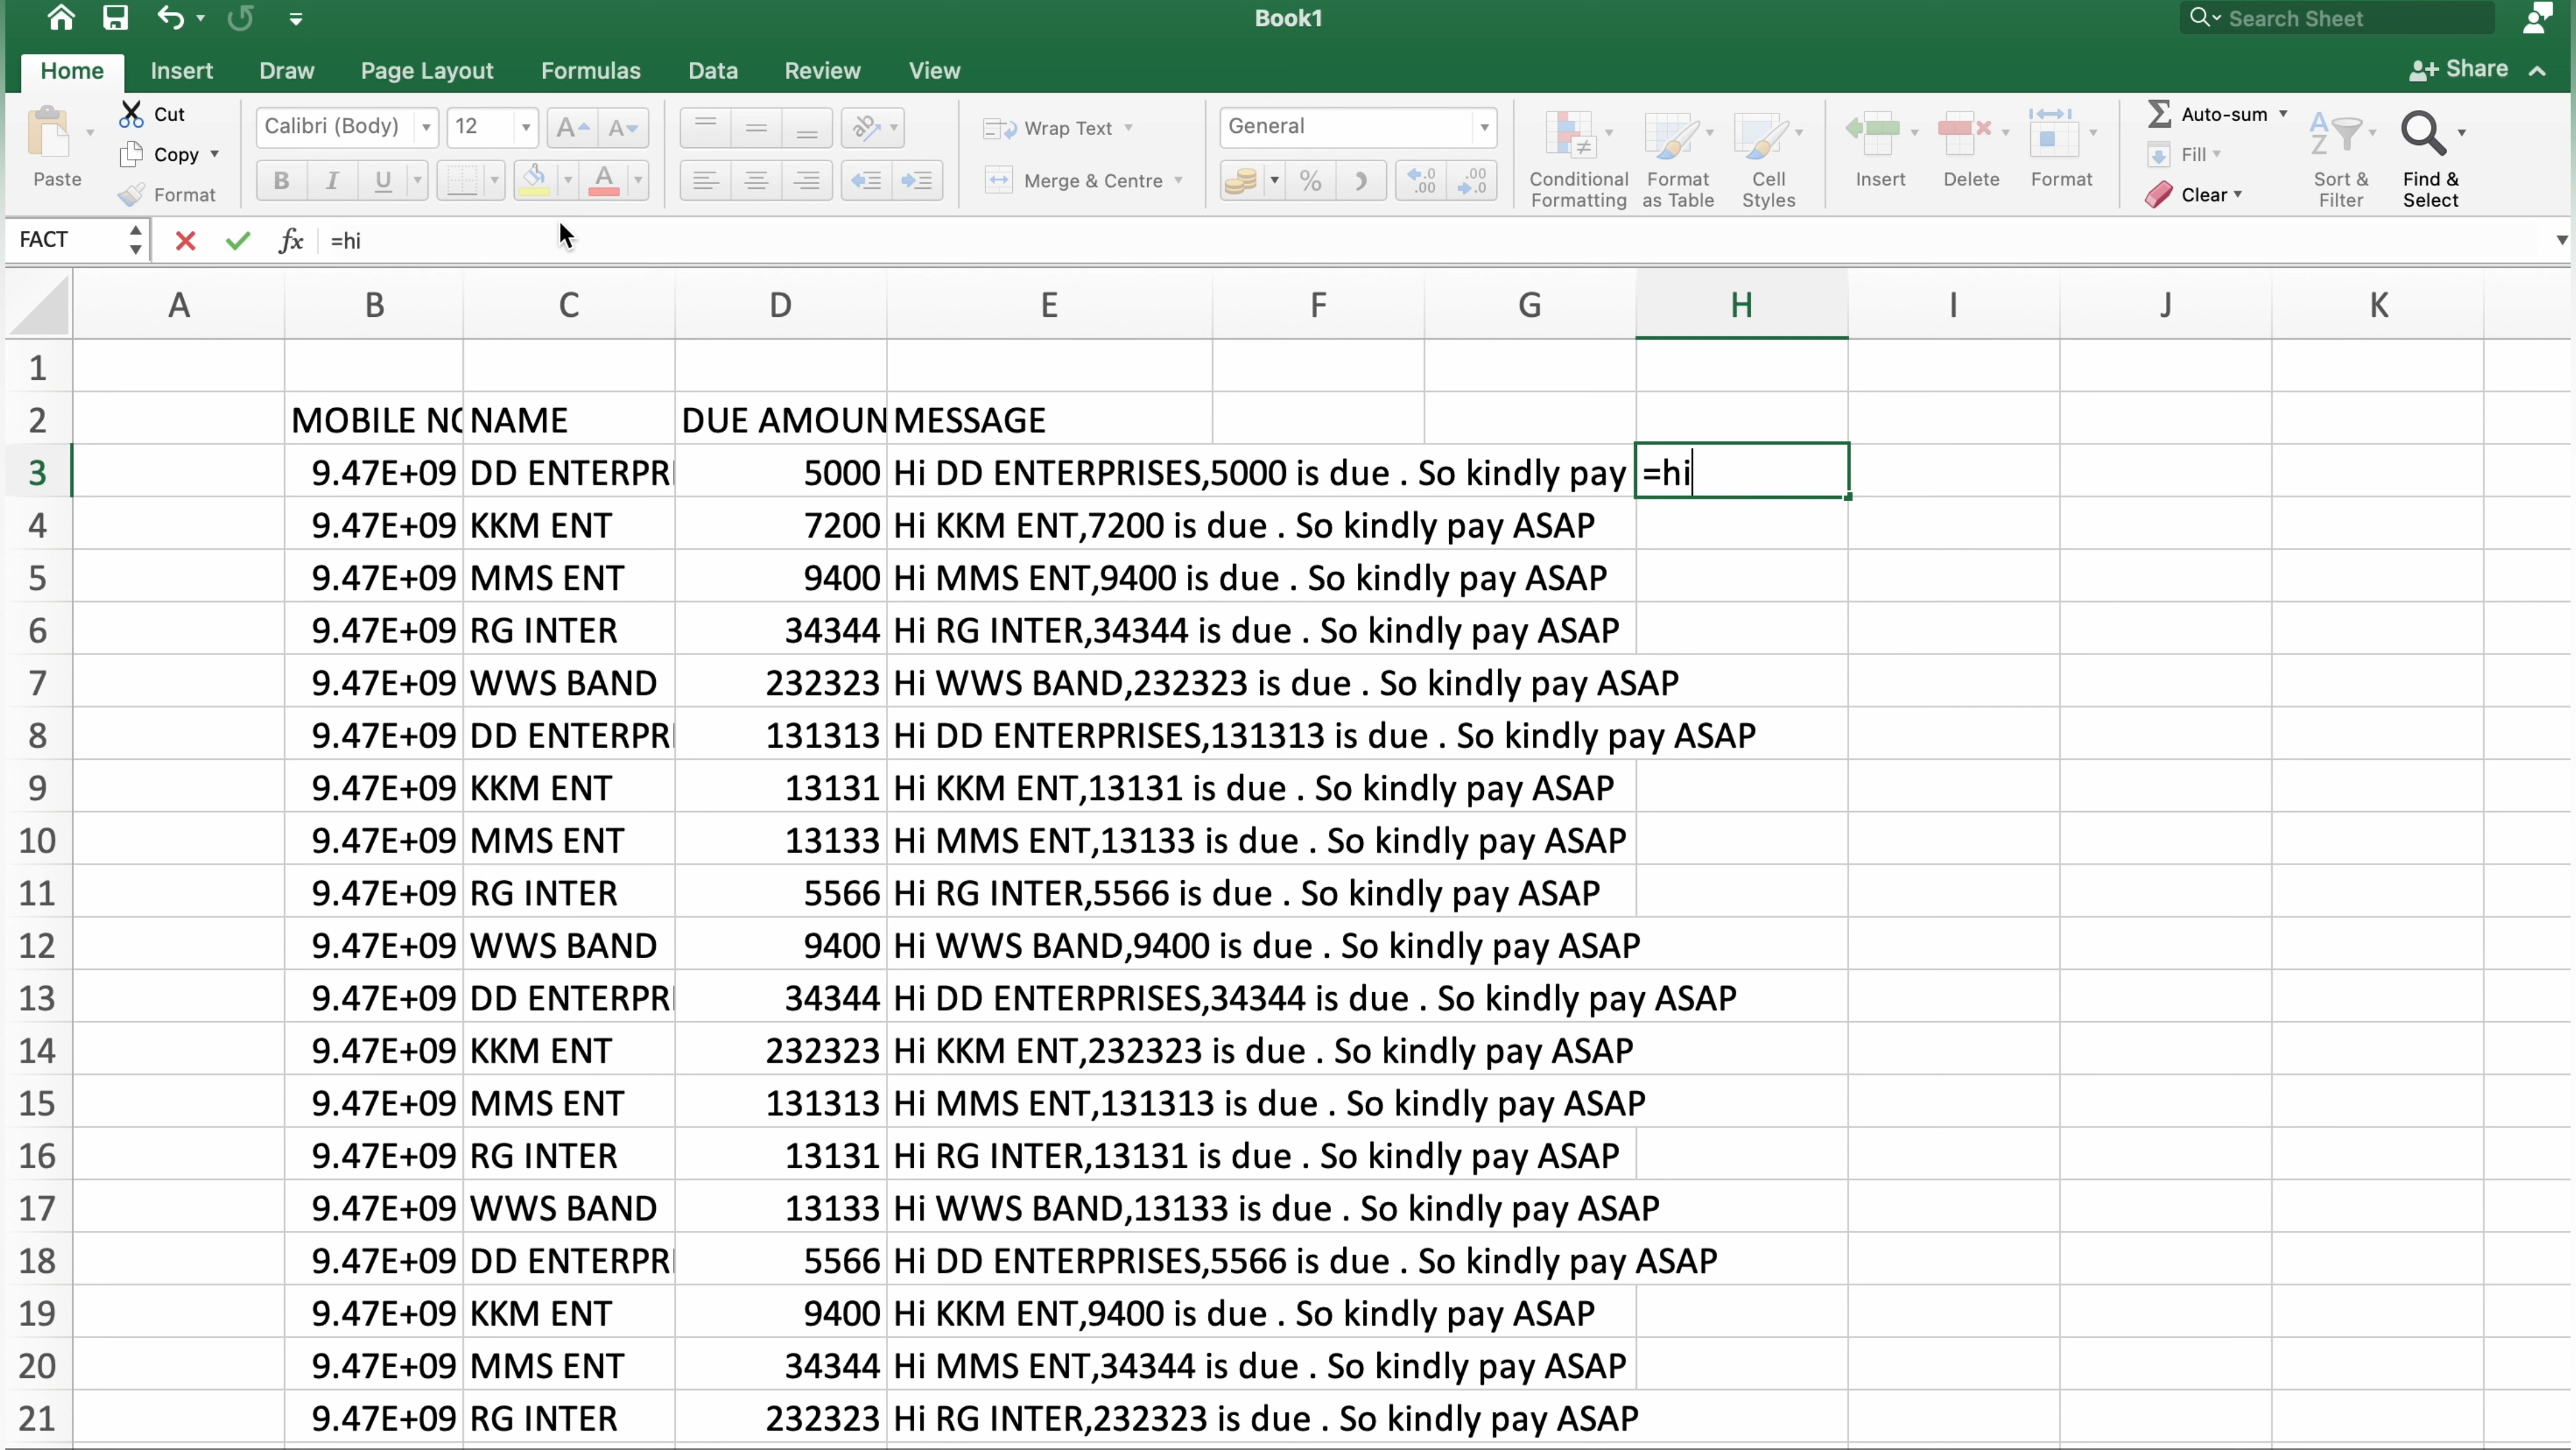 Book1
Search Sheet
Home Insert Draw Page Layout Formulas Data Review View Share
Paste Cut Copy Format
Calibri (Body) 12 A A
B I U A
ab
Wrap Text
Merge & Centre
General
% .0 .00 .00 .0
Conditional Formatting
Format as Table
Cell Styles
Insert Delete Format
Auto-sum
Fill
Clear
Sort & Filter
Find & Select
FACT fx =hi
A B C D E F G H I J K
1
2 MOBILE NO NAME DUE AMOUN MESSAGE
3 9.47E+09 DD ENTERPRI 5000 Hi DD ENTERPRISES,5000 is due . So kindly pay =hi
4 9.47E+09 KKM ENT 7200 Hi KKM ENT,7200 is due . So kindly pay ASAP
5 9.47E+09 MMS ENT 9400 Hi MMS ENT,9400 is due . So kindly pay ASAP
6 9.47E+09 RG INTER 34344 Hi RG INTER,34344 is due . So kindly pay ASAP
7 9.47E+09 WWS BAND 232323 Hi WWS BAND,232323 is due . So kindly pay ASAP
8 9.47E+09 DD ENTERPRI 131313 Hi DD ENTERPRISES,131313 is due . So kindly pay ASAP
9 9.47E+09 KKM ENT 13131 Hi KKM ENT,13131 is due . So kindly pay ASAP
10 9.47E+09 MMS ENT 13133 Hi MMS ENT,13133 is due . So kindly pay ASAP
11 9.47E+09 RG INTER 5566 Hi RG INTER,5566 is due . So kindly pay ASAP
12 9.47E+09 WWS BAND 9400 Hi WWS BAND,9400 is due . So kindly pay ASAP
13 9.47E+09 DD ENTERPRI 34344 Hi DD ENTERPRISES,34344 is due . So kindly pay ASAP
14 9.47E+09 KKM ENT 232323 Hi KKM ENT,232323 is due . So kindly pay ASAP
15 9.47E+09 MMS ENT 131313 Hi MMS ENT,131313 is due . So kindly pay ASAP
16 9.47E+09 RG INTER 13131 Hi RG INTER,13131 is due . So kindly pay ASAP
17 9.47E+09 WWS BAND 13133 Hi WWS BAND,13133 is due . So kindly pay ASAP
18 9.47E+09 DD ENTERPRI 5566 Hi DD ENTERPRISES,5566 is due . So kindly pay ASAP
19 9.47E+09 KKM ENT 9400 Hi KKM ENT,9400 is due . So kindly pay ASAP
20 9.47E+09 MMS ENT 34344 Hi MMS ENT,34344 is due . So kindly pay ASAP
21 9.47E+09 RG INTER 232323 Hi RG INTER,232323 is due . So kindly pay ASAP